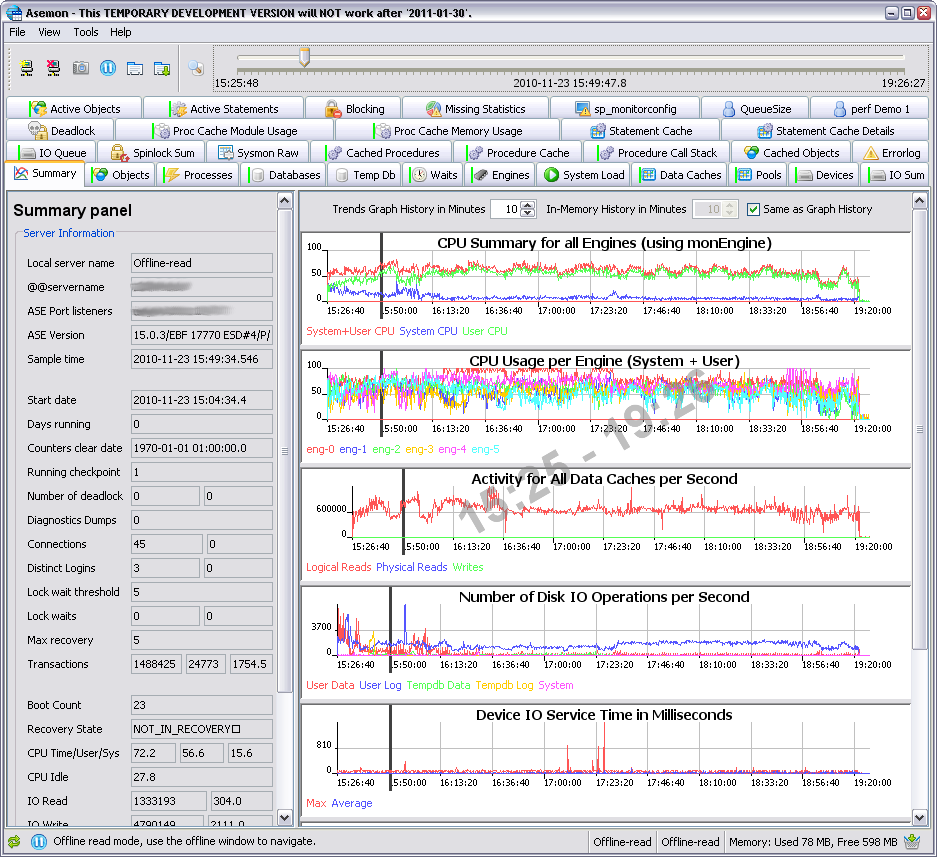 Asemon - This TEMPORARY DEVELOPMENT VERSION will NOT work after '2011-01-30'.
File View Tools Help
15:25:48 2010-11-23 15:49:47.8 19:26:27
Active Objects Active Statements Blocking Missing Statistics sp_monitorconfig QueueSize perf Demo 1
Deadlock Proc Cache Module Usage Proc Cache Memory Usage Statement Cache Statement Cache Details
IO Queue Spinlock Sum Sysmon Raw Cached Procedures Procedure Cache Procedure Call Stack Cached Objects Errorlog
Summary Objects Processes Databases Temp Db Waits Engines System Load Data Caches Pools Devices IO Sum
Summary panel
Server Information
Local server name Offline-read
@@servername
ASE Port listeners
ASE Version 15.0.3/EBF 17770 ESD#4/P/
Sample time 2010-11-23 15:49:34.546
Start date 2010-11-23 15:04:34.4
Days running 0
Counters clear date 1970-01-01 01:00:00.0
Running checkpoint 1
Number of deadlock 0 0
Diagnostics Dumps 0
Connections 45 0
Distinct Logins 3 0
Lock wait threshold 5
Lock waits 0 0
Max recovery 5
Transactions 1488425 24773 1754.5
Boot Count 23
Recovery State NOT_IN_RECOVERY□
CPU Time/User/Sys 72.2 56.6 15.6
CPU Idle 27.8
IO Read 1333193 304.0
IO Write 4790149 2111.0
Trends Graph History in Minutes 10 In-Memory History in Minutes 10 Same as Graph History
CPU Summary for all Engines (using monEngine)
100
50
0
15:26:40 15:50:00 16:13:20 16:36:40 17:00:00 17:23:20 17:46:40 18:10:00 18:33:20 18:56:40 19:20:00
System+User CPU System CPU User CPU
CPU Usage per Engine (System + User)
100
50
0
15:26:40 15:50:00 16:13:20 16:36:40 17:00:00 17:23:20 17:46:40 18:10:00 18:33:20 18:56:40 19:20:00
eng-0 eng-1 eng-2 eng-3 eng-4 eng-5
15:25 - 19:26
Activity for All Data Caches per Second
600000
0
15:26:40 5:50:00 16:13:20 16:36:40 17:00:00 17:23:20 17:46:40 18:10:00 18:33:20 18:56:40 19:20:00
Logical Reads Physical Reads Writes
Number of Disk IO Operations per Second
3700
0
15:26:40 15:50:00 16:13:20 16:36:40 17:00:00 17:23:20 17:46:40 18:10:00 18:33:20 18:56:40 19:20:00
User Data User Log Tempdb Data Tempdb Log System
Device IO Service Time in Milliseconds
810
0
15:26:40 15:50:00 16:13:20 16:36:40 17:00:00 17:23:20 17:46:40 18:10:00 18:33:20 18:56:40 19:20:00
Max Average
Offline read mode, use the offline window to navigate. Offline-read Offline-read Memory: Used 78 MB, Free 598 MB